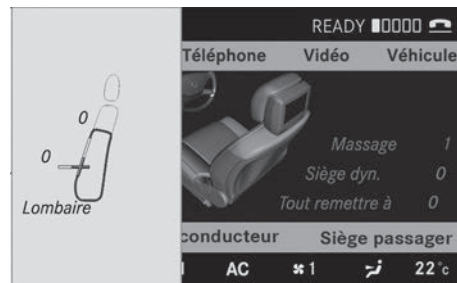 READY
Téléphone Vidéo Véhicule
0
0
Lombaire
Massage 1
Siège dyn. 0
Tout remettre à 0
conducteur Siège passager
AC 1 22°c